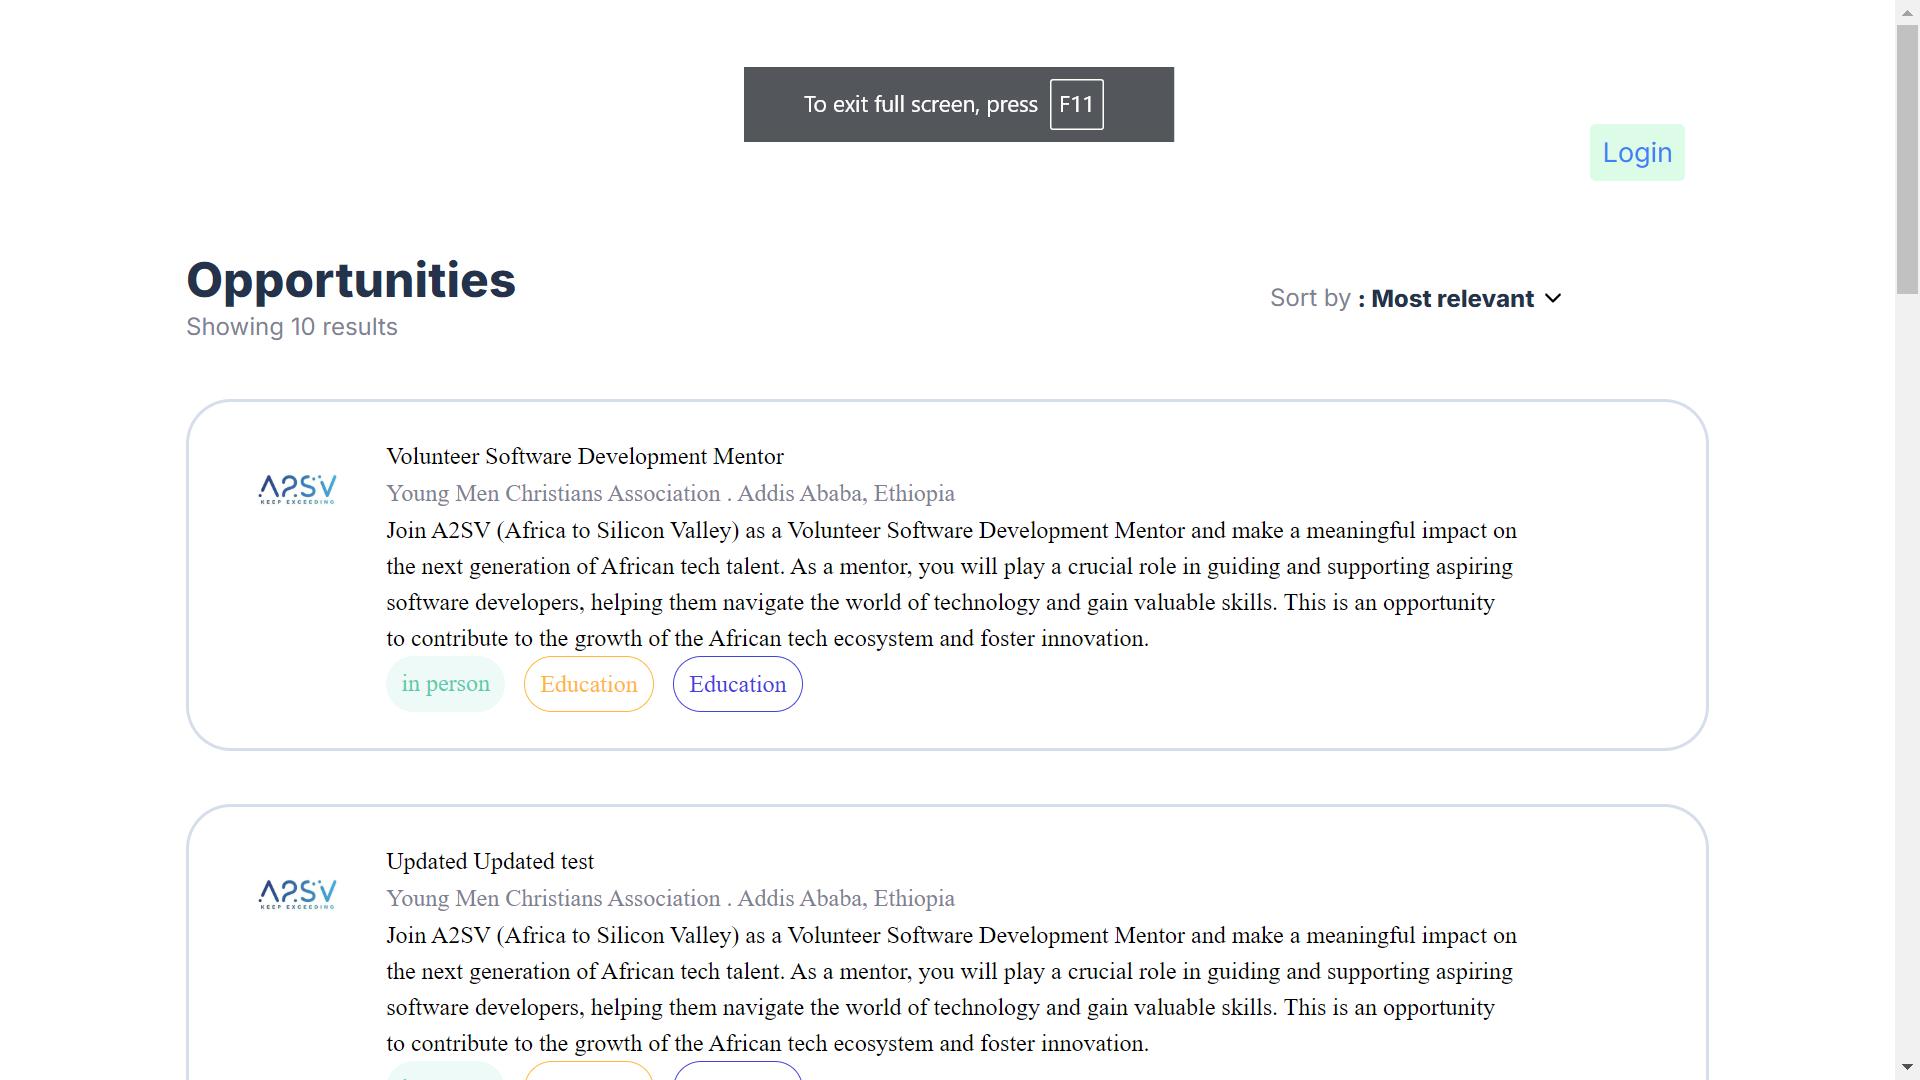 To exit full screen, press F11
Login
Opportunities
Showing 10 results
Sort by : Most relevant
A2SV
KEEP EXCEEDING
Volunteer Software Development Mentor
Young Men Christians Association . Addis Ababa, Ethiopia
Join A2SV (Africa to Silicon Valley) as a Volunteer Software Development Mentor and make a meaningful impact on
the next generation of African tech talent. As a mentor, you will play a crucial role in guiding and supporting aspiring
software developers, helping them navigate the world of technology and gain valuable skills. This is an opportunity
to contribute to the growth of the African tech ecosystem and foster innovation.
in person Education Education
A2SV
KEEP EXCEEDING
Updated Updated test
Young Men Christians Association . Addis Ababa, Ethiopia
Join A2SV (Africa to Silicon Valley) as a Volunteer Software Development Mentor and make a meaningful impact on
the next generation of African tech talent. As a mentor, you will play a crucial role in guiding and supporting aspiring
software developers, helping them navigate the world of technology and gain valuable skills. This is an opportunity
to contribute to the growth of the African tech ecosystem and foster innovation.